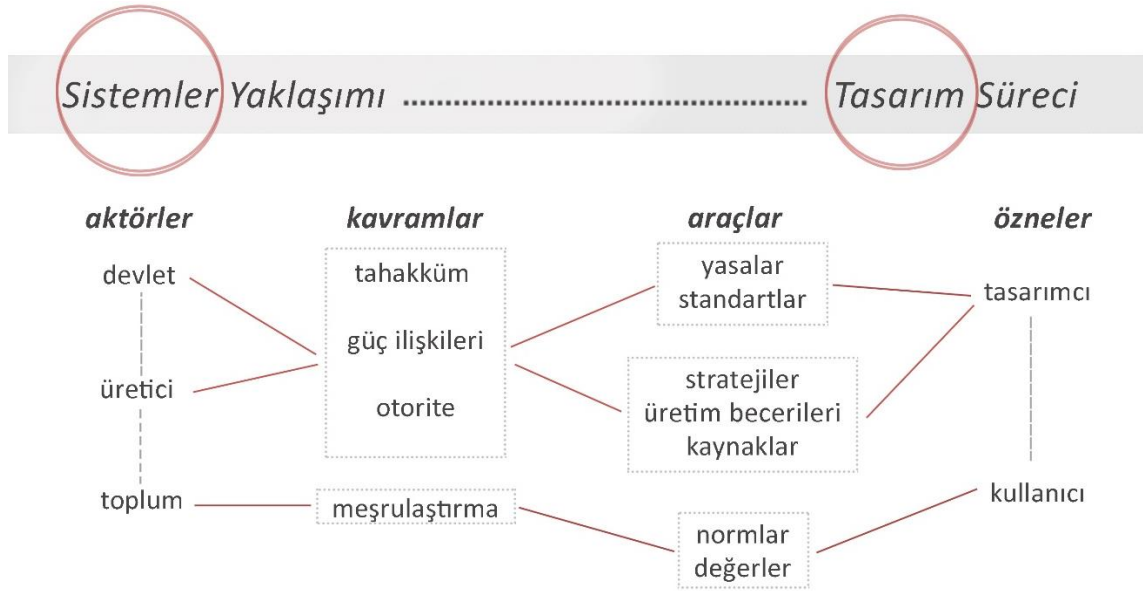 Sistemler Yaklaşımı ........................................................ Tasarım Süreci
aktörler
kavramlar
araçlar
özneler
devlet
üretici
toplum
tahakküm
güç ilişkileri
otorite
meşrulaştırma
yasalar
standartlar
stratejiler
üretim becerileri
kaynaklar
normlar
değerler
tasarımcı
kullanıcı